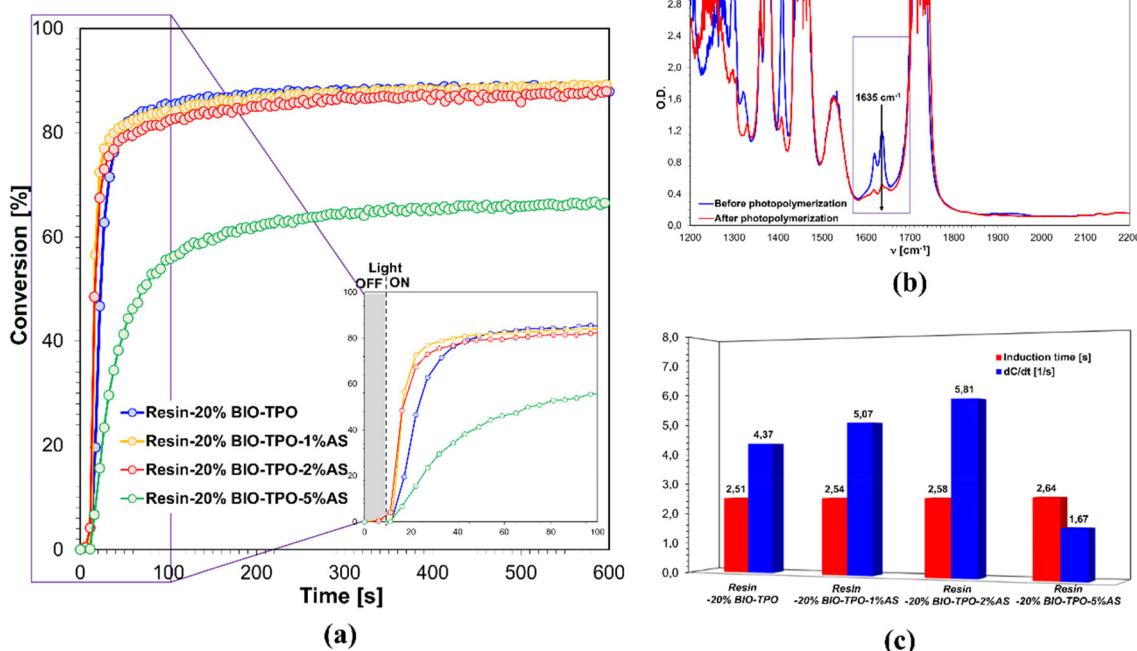 100
80
60
40
20
0
Conversion [%]
0
100
200
300
400
500
600
Time [s]
Resin-20% BIO-TPO
Resin-20% BIO-TPO-1%AS
Resin-20% BIO-TPO-2%AS
Resin-20% BIO-TPO-5%AS
Light
OFF ON
100
80
60
40
20
0
0
20
40
60
80
100
(a)
2,8
2,4
2,0
1,6
1,2
0,8
0,4
0,0
O.D.
1635 cm-1
Before photopolymerization
After photopolymerization
1200 1300 1400 1500 1600 1700 1800 1900 2000 2100 2200
ν [cm-1]
(b)
8,0
7,0
6,0
5,0
4,0
3,0
2,0
1,0
0,0
Induction time [s]
dC/dt [1/s]
2,51
4,37
2,54
5,07
2,58
5,81
2,64
1,67
Resin
-20% BIO-TPO
Resin
-20% BIO-TPO-1%AS
Resin
-20% BIO-TPO-2%AS
Resin
-20% BIO-TPO-5%AS
(c)